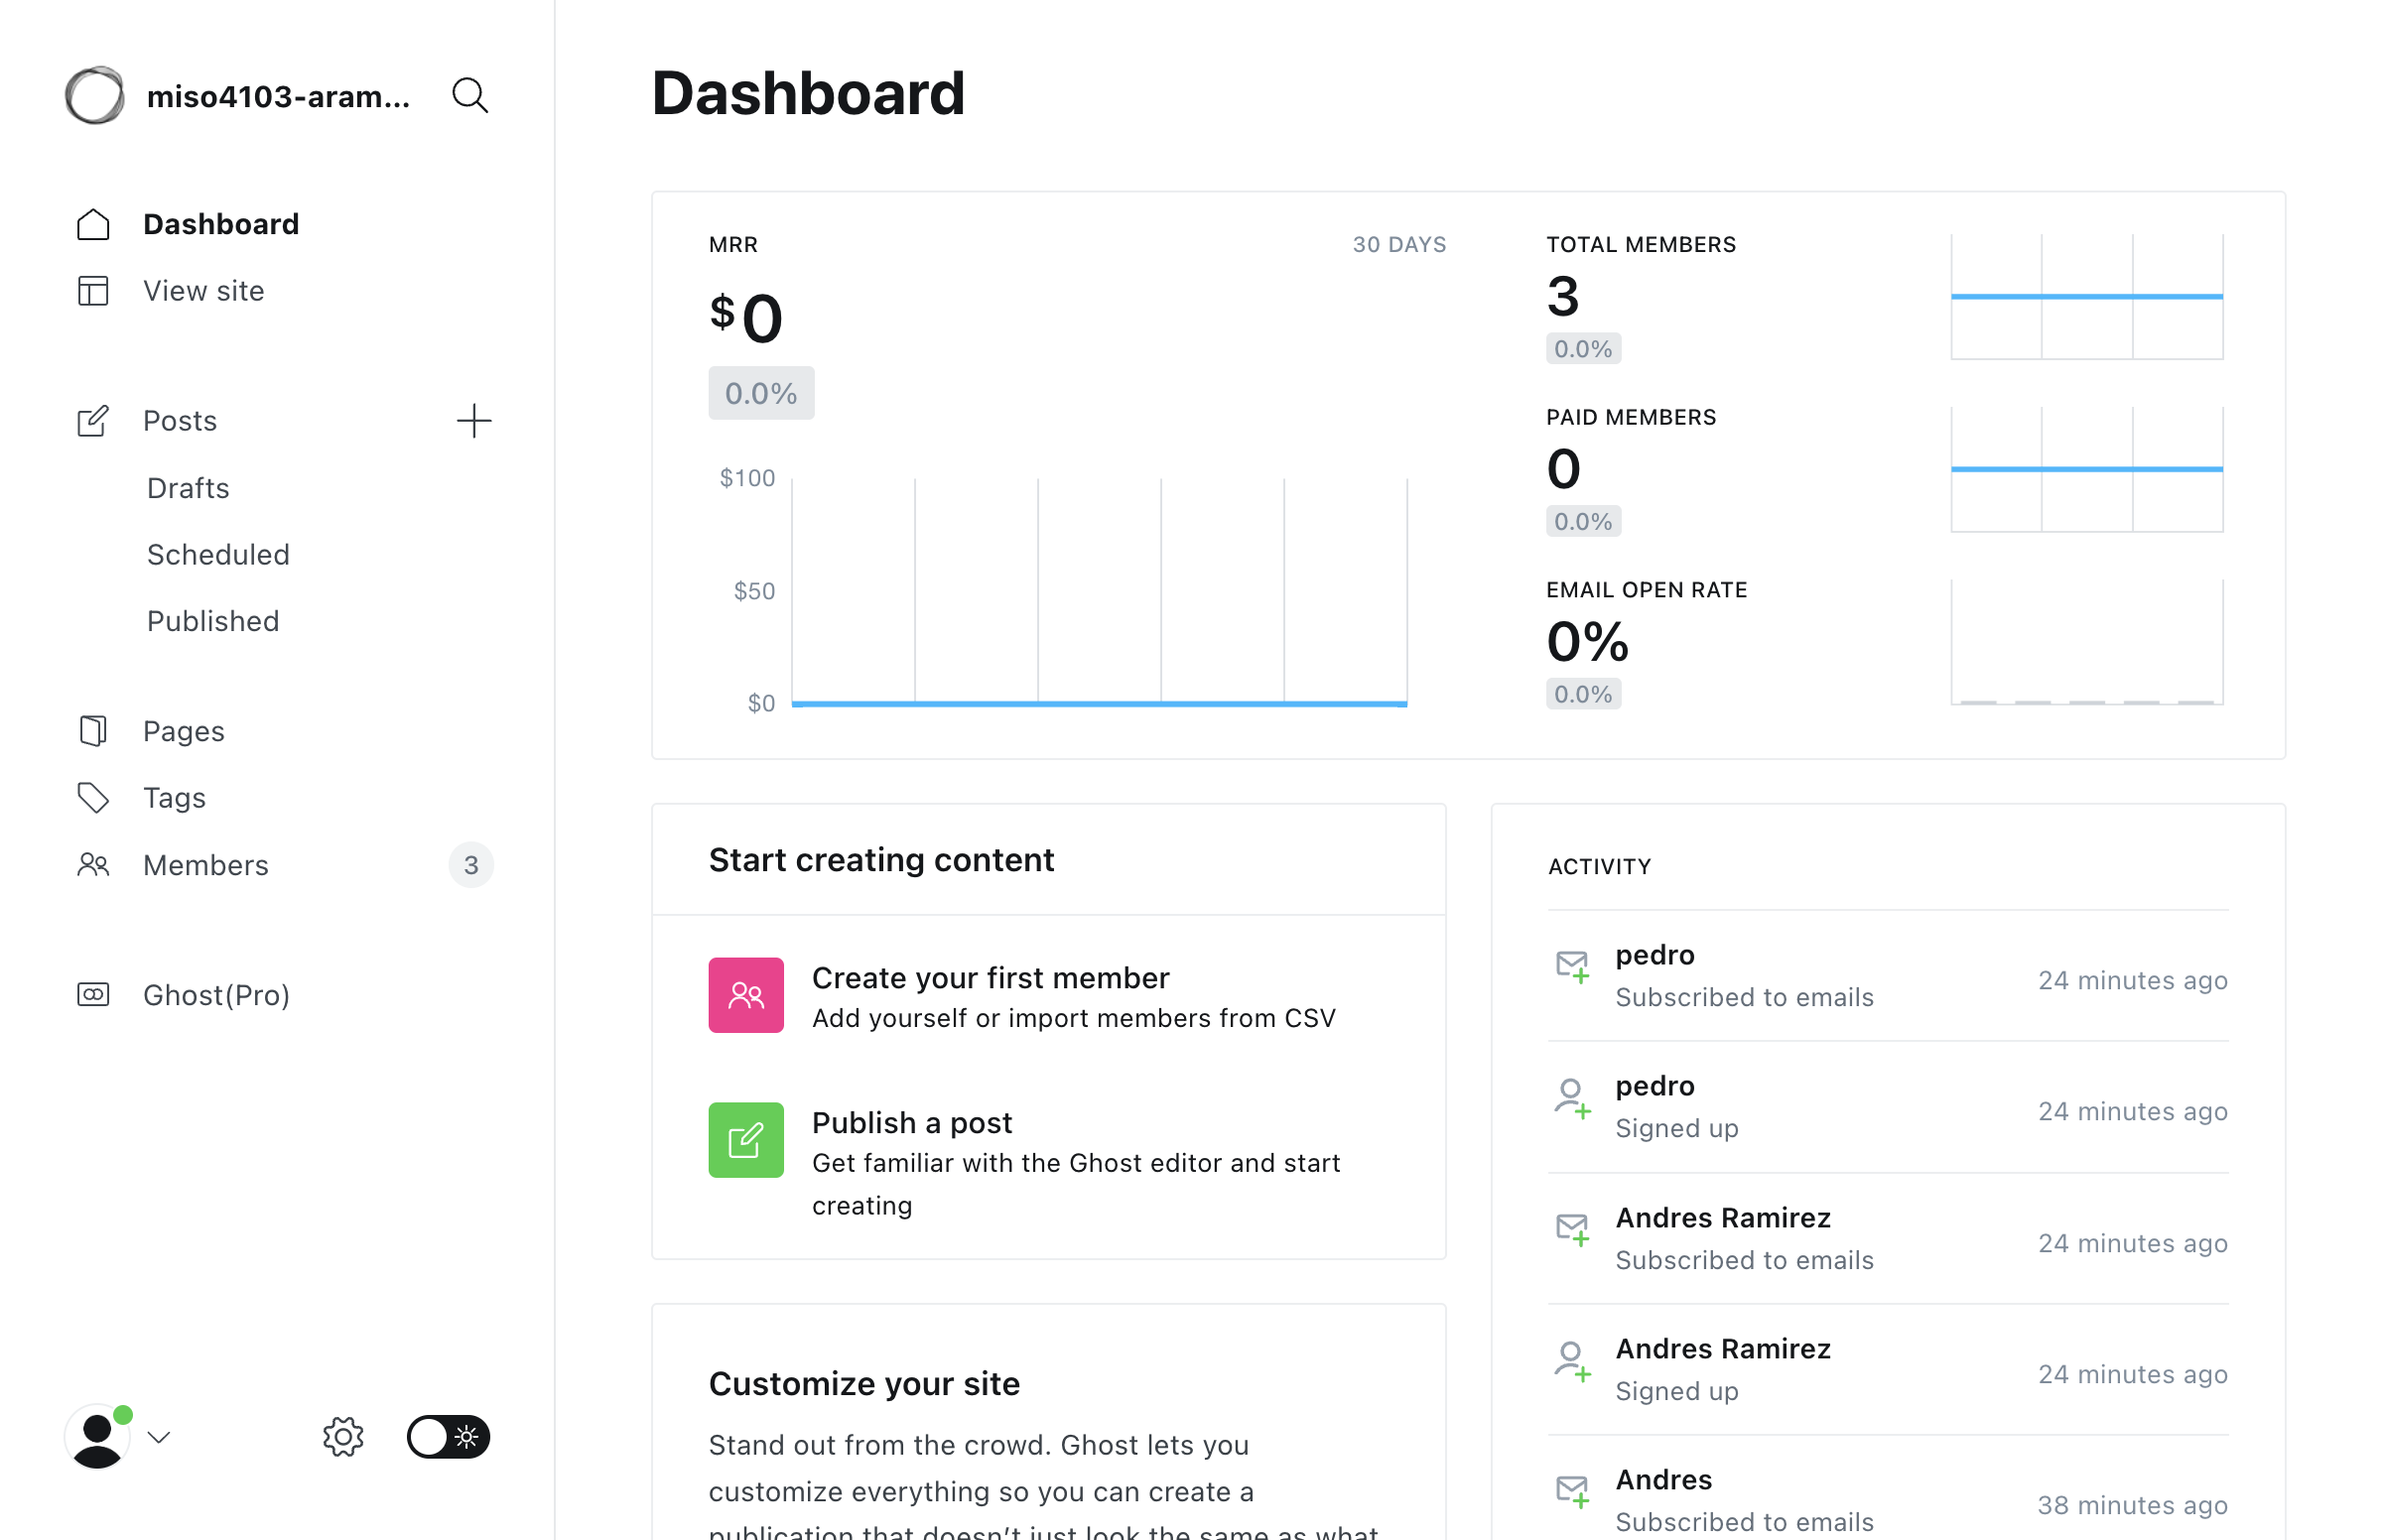 miso4103-aram...
Dashboard
View site
Posts
Drafts
Scheduled
Published
Pages
Tags
Members 3
Ghost(Pro)
Dashboard
MRR 30 DAYS
$0
0.0%
$100
$50
$0
TOTAL MEMBERS
3
0.0%
PAID MEMBERS
0
0.0%
EMAIL OPEN RATE
0%
0.0%
Start creating content
Create your first member
Add yourself or import members from CSV
Publish a post
Get familiar with the Ghost editor and start
creating
Customize your site
Stand out from the crowd. Ghost lets you
customize everything so you can create a
publication that doesn’t just look the same as what
ACTIVITY
pedro
Subscribed to emails
24 minutes ago
pedro
Signed up
24 minutes ago
Andres Ramirez
Subscribed to emails
24 minutes ago
Andres Ramirez
Signed up
24 minutes ago
Andres
Subscribed to emails
38 minutes ago